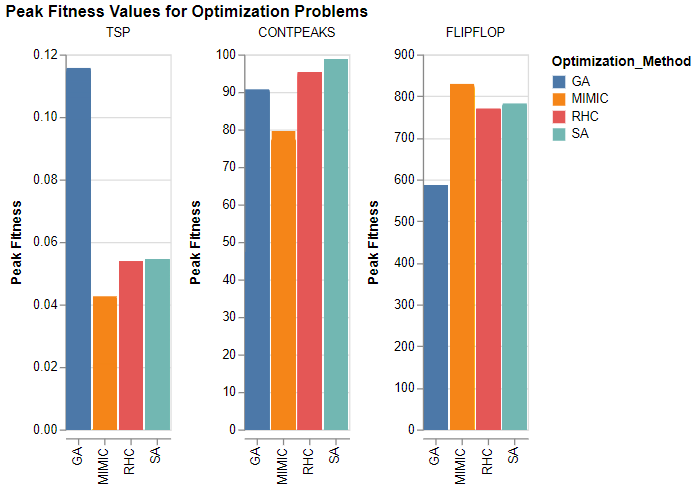 Peak Fitness Values for Optimization Problems
TSP
CONTPEAKS
FLIPFLOP
0.12
0.10
0.08
0.06
0.04
0.02
0.00
Peak Fitness
GA
MIMIC
RHC
SA
100
90
80
70
60
50
40
30
20
10
0
Peak Fitness
GA
MIMIC
RHC
SA
900
800
700
600
500
400
300
200
100
0
Peak Fitness
GA
MIMIC
RHC
SA
Optimization_Method
GA
MIMIC
RHC
SA